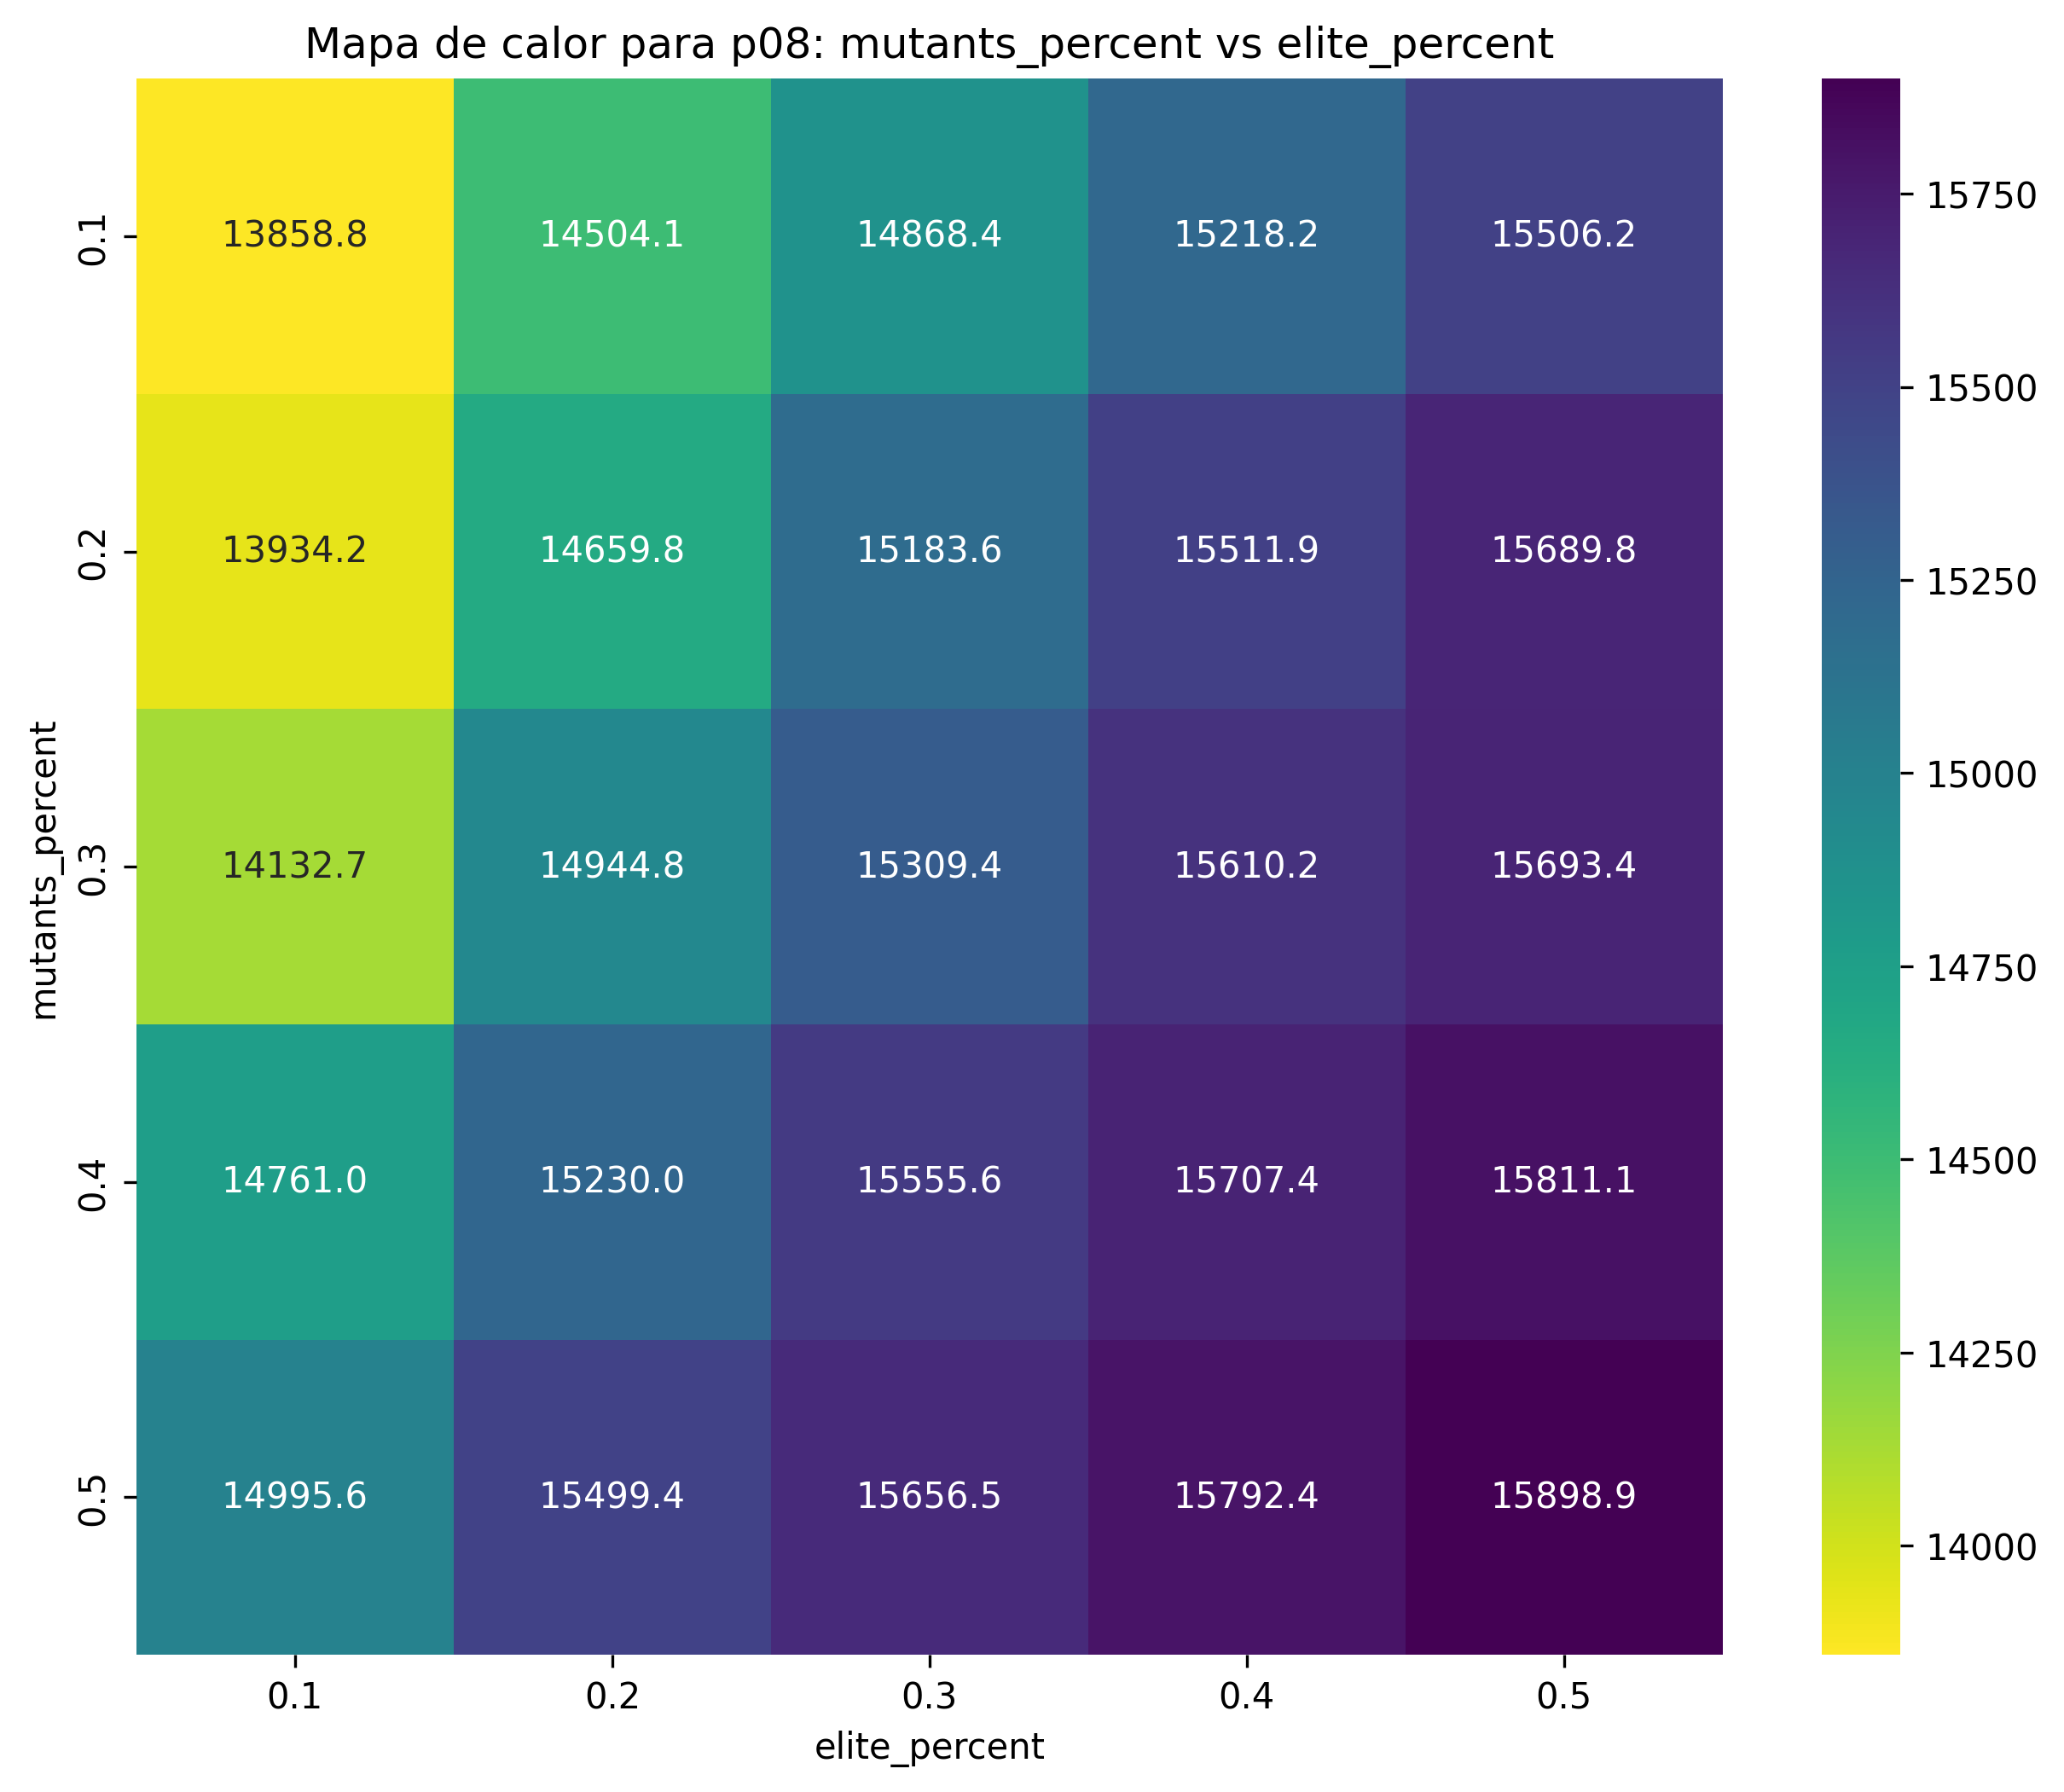 Mapa de calor para p08: mutants_percent vs elite_percent
mutants_percent
0.1 13858.8 14504.1 14868.4 15218.2 15506.2
0.2 13934.2 14659.8 15183.6 15511.9 15689.8
0.3 14132.7 14944.8 15309.4 15610.2 15693.4
0.4 14761.0 15230.0 15555.6 15707.4 15811.1
0.5 14995.6 15499.4 15656.5 15792.4 15898.9
0.1 0.2 0.3 0.4 0.5
elite_percent
15750
15500
15250
15000
14750
14500
14250
14000